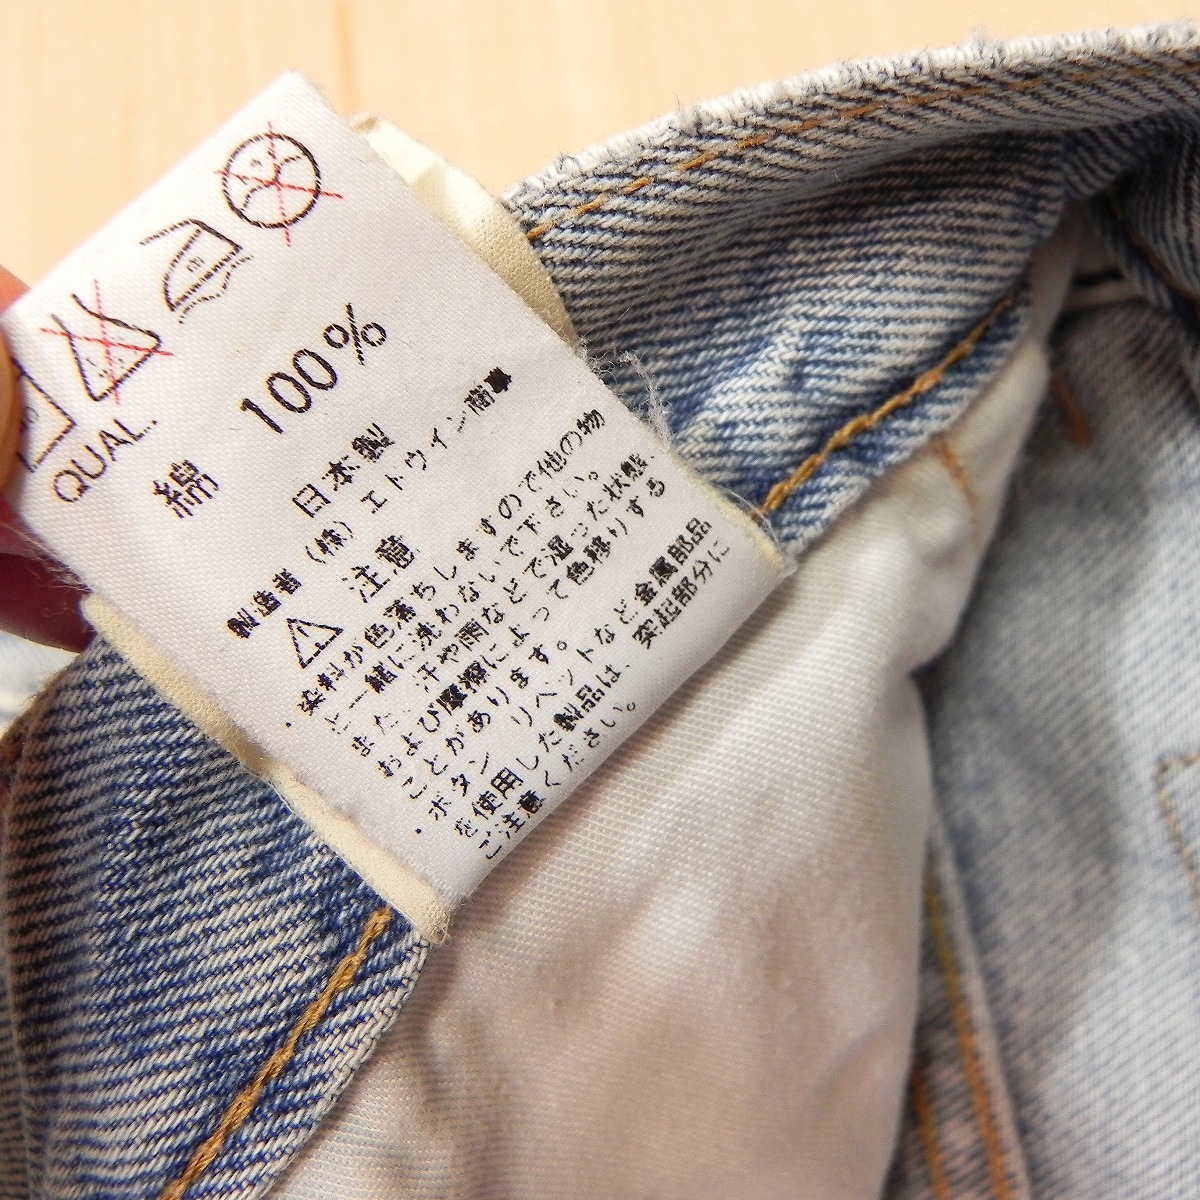 QUAL.
綿 100%
日本製
製造者 (株) エドウイン商事
注意
・染料が色落ちしますので他の物
と一緒に洗わないで下さい。
また、汗や雨などで湿った状態、
および摩擦によって色移りする
ことがあります。
・ボタン、リベットなど金属部品
を使用した製品は、突起部分に
ご注意ください。